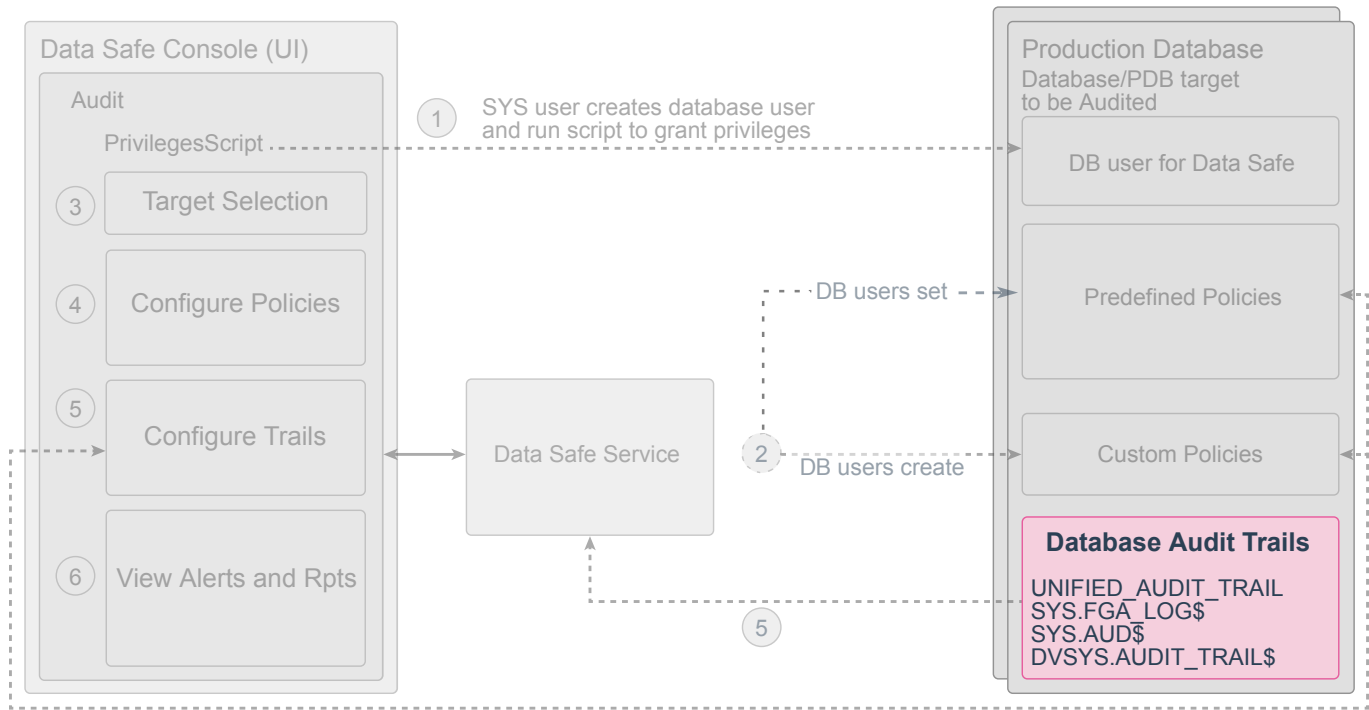 Data Safe Console (UI)
Audit
PrivilegesScript
3
Target Selection
4
Configure Policies
5
Configure Trails
6
View Alerts and Rpts
1
SYS user creates database user
and run script to grant privileges
Data Safe Service
2
DB users set
DB users create
5
Production Database
Database/PDB target
to be Audited
DB user for Data Safe
Predefined Policies
Custom Policies
Database Audit Trails
UNIFIED_AUDIT_TRAIL
SYS.FGA_LOG$
SYS.AUD$
DVSYS.AUDIT_TRAIL$